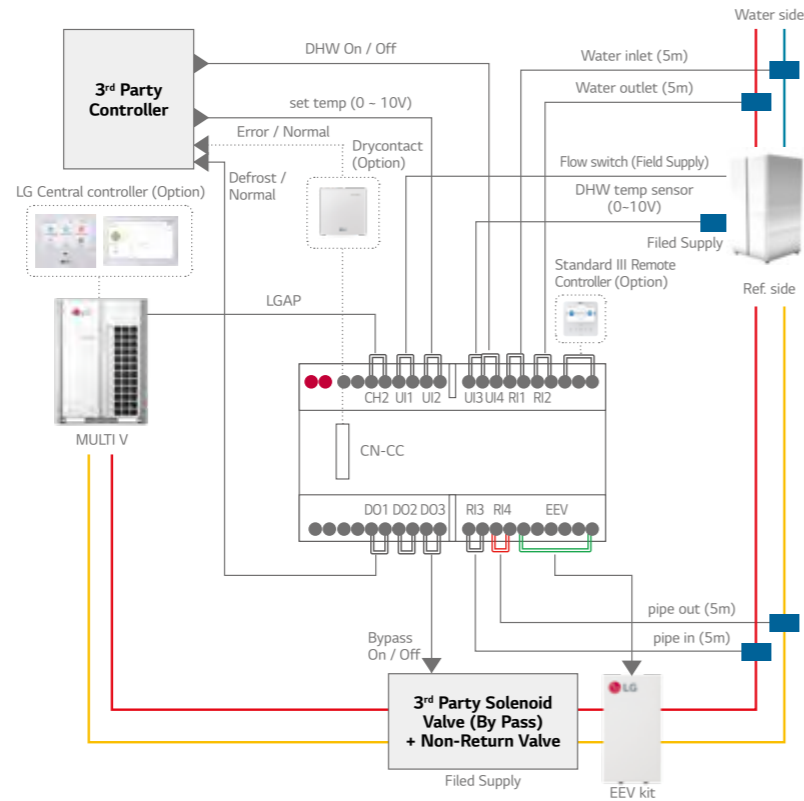 Water side
DHW On / Off
3rd Party
Controller
Water inlet (5m)
Water outlet (5m)
set temp (0 ~ 10V)
Error / Normal
Drycontact
(Option)
Flow switch (Field Supply)
Defrost /
Normal
DHW temp sensor
(0~10V)
LG Central controller (Option)
Filed Supply
Standard III Remote
Controller (Option)
Ref. side
LGAP
LG
CH2 UI1 UI2 UI3 UI4 RI1 RI2
MULTI V
CN-CC
DO1 DO2 DO3 RI3 RI4 EEV
pipe out (5m)
Bypass
On / Off
pipe in (5m)
3rd Party Solenoid
Valve (By Pass)
+ Non-Return Valve
LG
Filed Supply
EEV kit